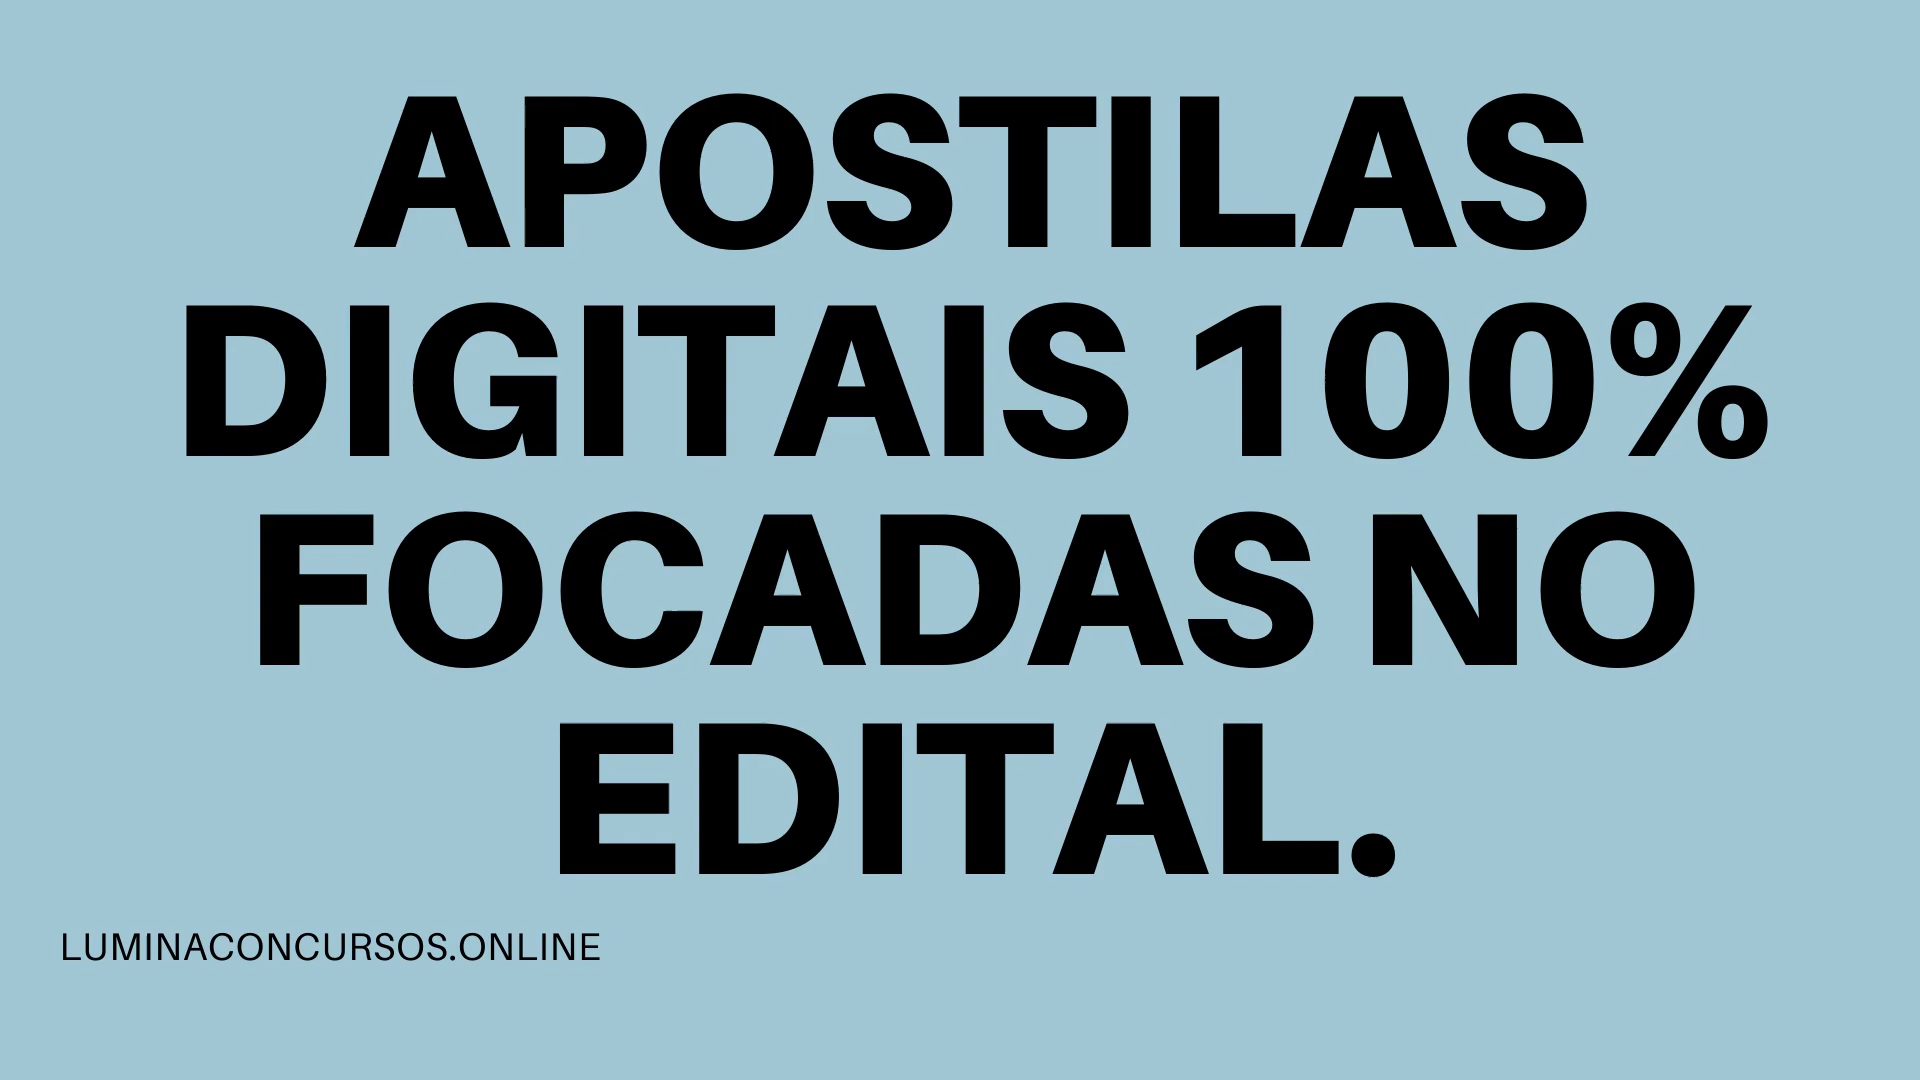 APOSTILAS
DIGITAIS 100%
FOCADAS NO
EDITAL.
LUMINACONCURSOS.ONLINE